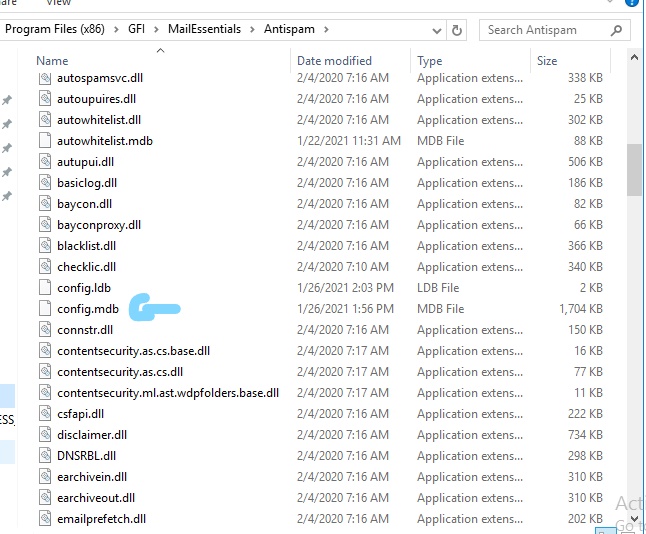 View
Program Files (x86) > GFI > MailEssentials > Antispam >
Search Antispam
Name Date modified Type Size
autospamsvc.dll 2/4/2020 7:16 AM Application extens... 338 KB
autoupuires.dll 2/4/2020 7:16 AM Application extens... 25 KB
autowhitelist.dll 2/4/2020 7:16 AM Application extens... 302 KB
autowhitelist.mdb 1/22/2021 11:31 AM MDB File 88 KB
autupui.dll 2/4/2020 7:16 AM Application extens... 506 KB
basiclog.dll 2/4/2020 7:16 AM Application extens... 186 KB
baycon.dll 2/4/2020 7:16 AM Application extens... 82 KB
bayconproxy.dll 2/4/2020 7:16 AM Application extens... 66 KB
blacklist.dll 2/4/2020 7:16 AM Application extens... 366 KB
checklic.dll 2/4/2020 7:10 AM Application extens... 340 KB
config.ldb 1/26/2021 2:03 PM LDB File 2 KB
config.mdb 1/26/2021 1:56 PM MDB File 1,704 KB
connstr.dll 2/4/2020 7:16 AM Application extens... 150 KB
contentsecurity.as.cs.base.dll 2/4/2020 7:17 AM Application extens... 16 KB
contentsecurity.as.cs.dll 2/4/2020 7:17 AM Application extens... 77 KB
contentsecurity.ml.ast.wdpfolders.base.dll 2/4/2020 7:17 AM Application extens... 11 KB
csfapi.dll 2/4/2020 7:16 AM Application extens... 222 KB
disclaimer.dll 2/4/2020 7:16 AM Application extens... 734 KB
DNSRBL.dll 2/4/2020 7:16 AM Application extens... 298 KB
earchivein.dll 2/4/2020 7:16 AM Application extens... 310 KB
earchiveout.dll 2/4/2020 7:16 AM Application extens... 310 KB
emailprefetch.dll 2/4/2020 7:16 AM Application extens... 202 KB